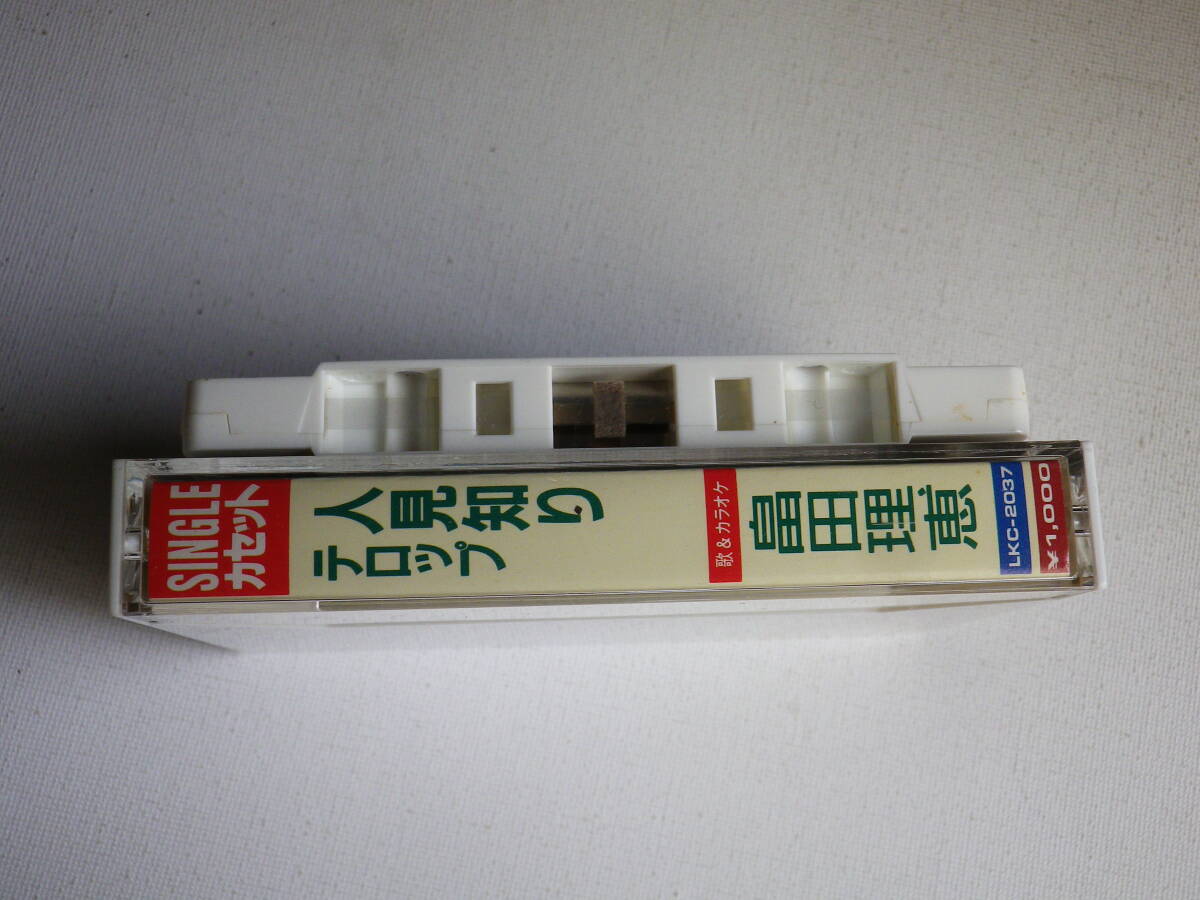 SINGLE
カセット
人見知り
テロップ
歌&カラオケ
畠田理恵
LKC-2037
¥1,000